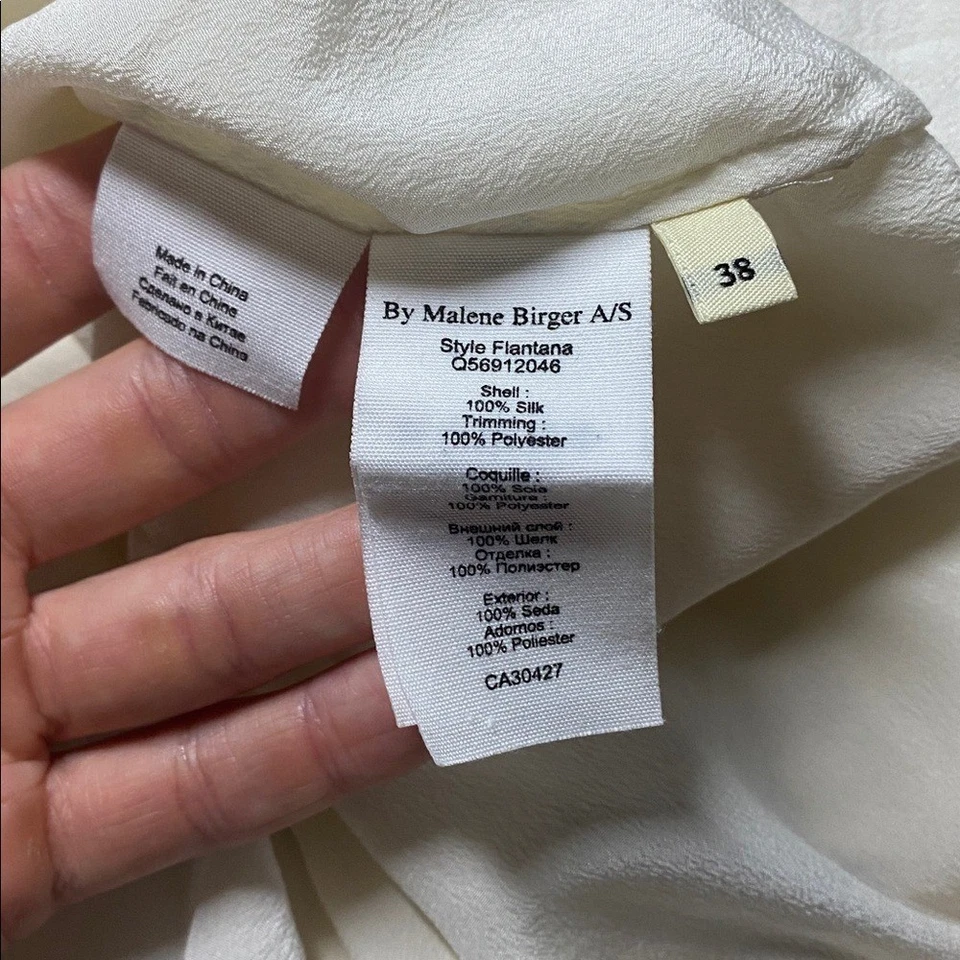 Made in China
Fait en Chine
Сделано в Китае
Fabricado na China
By Malene Birger A/S
Style Flantana
Q56912046
Shell :
100% Silk
Trimming :
100% Polyester
Coquille :
100% Soie
Garniture :
100% Polyester
Внешний слой :
100% Шелк
Отделка :
100% Полиэстер
Exterior :
100% Seda
Adornos :
100% Poliester
CA30427
38